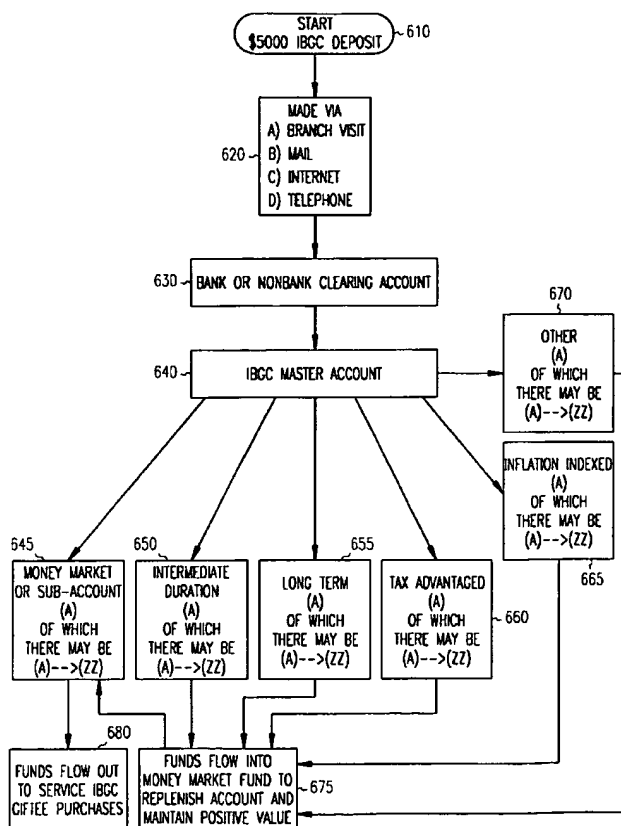 START
$5000 IBGC DEPOSIT
610
MADE VIA
A) BRANCH VISIT
B) MAIL
C) INTERNET
D) TELEPHONE
620
630
BANK OR NONBANK CLEARING ACCOUNT
640
IBGC MASTER ACCOUNT
670
OTHER
(A)
OF WHICH
THERE MAY BE
(A)-->(ZZ)
INFLATION INDEXED
(A)
OF WHICH
THERE MAY BE
(A)-->(ZZ)
665
645
MONEY MARKET
OR SUB-ACCOUNT
(A)
OF WHICH
THERE MAY BE
(A)-->(ZZ)
650
INTERMEDIATE
DURATION
(A)
OF WHICH
THERE MAY BE
(A)-->(ZZ)
655
LONG TERM
(A)
OF WHICH
THERE MAY BE
(A)-->(ZZ)
TAX ADVANTAGED
(A)
OF WHICH
THERE MAY BE
(A)-->(ZZ)
660
680
FUNDS FLOW OUT
TO SERVICE IBGC
GIFTEE PURCHASES
FUNDS FLOW INTO
MONEY MARKET FUND TO
REPLENISH ACCOUNT AND
MAINTAIN POSITIVE VALUE
675